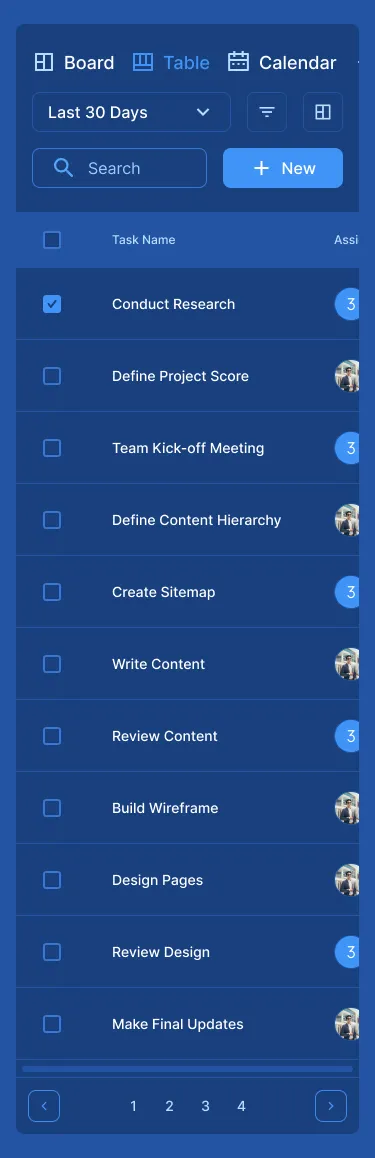 Board Table Calendar
Last 30 Days
Search
New
Task Name Assi
Conduct Research 3
Define Project Score
Team Kick-off Meeting 3
Define Content Hierarchy
Create Sitemap 3
Write Content
Review Content 3
Build Wireframe
Design Pages
Review Design 3
Make Final Updates
1 2 3 4